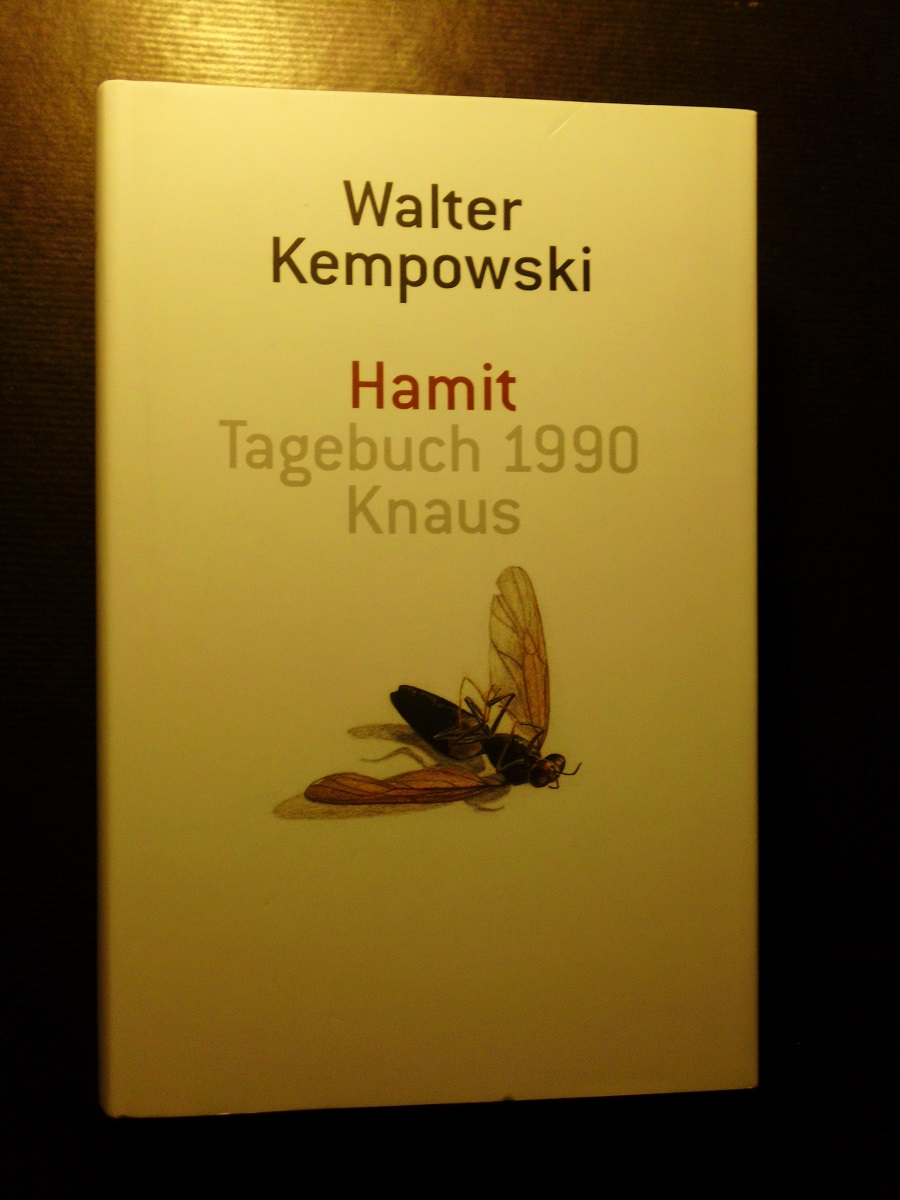 Walter
Kempowski
Hamit
Tagebuch 1990
Knaus